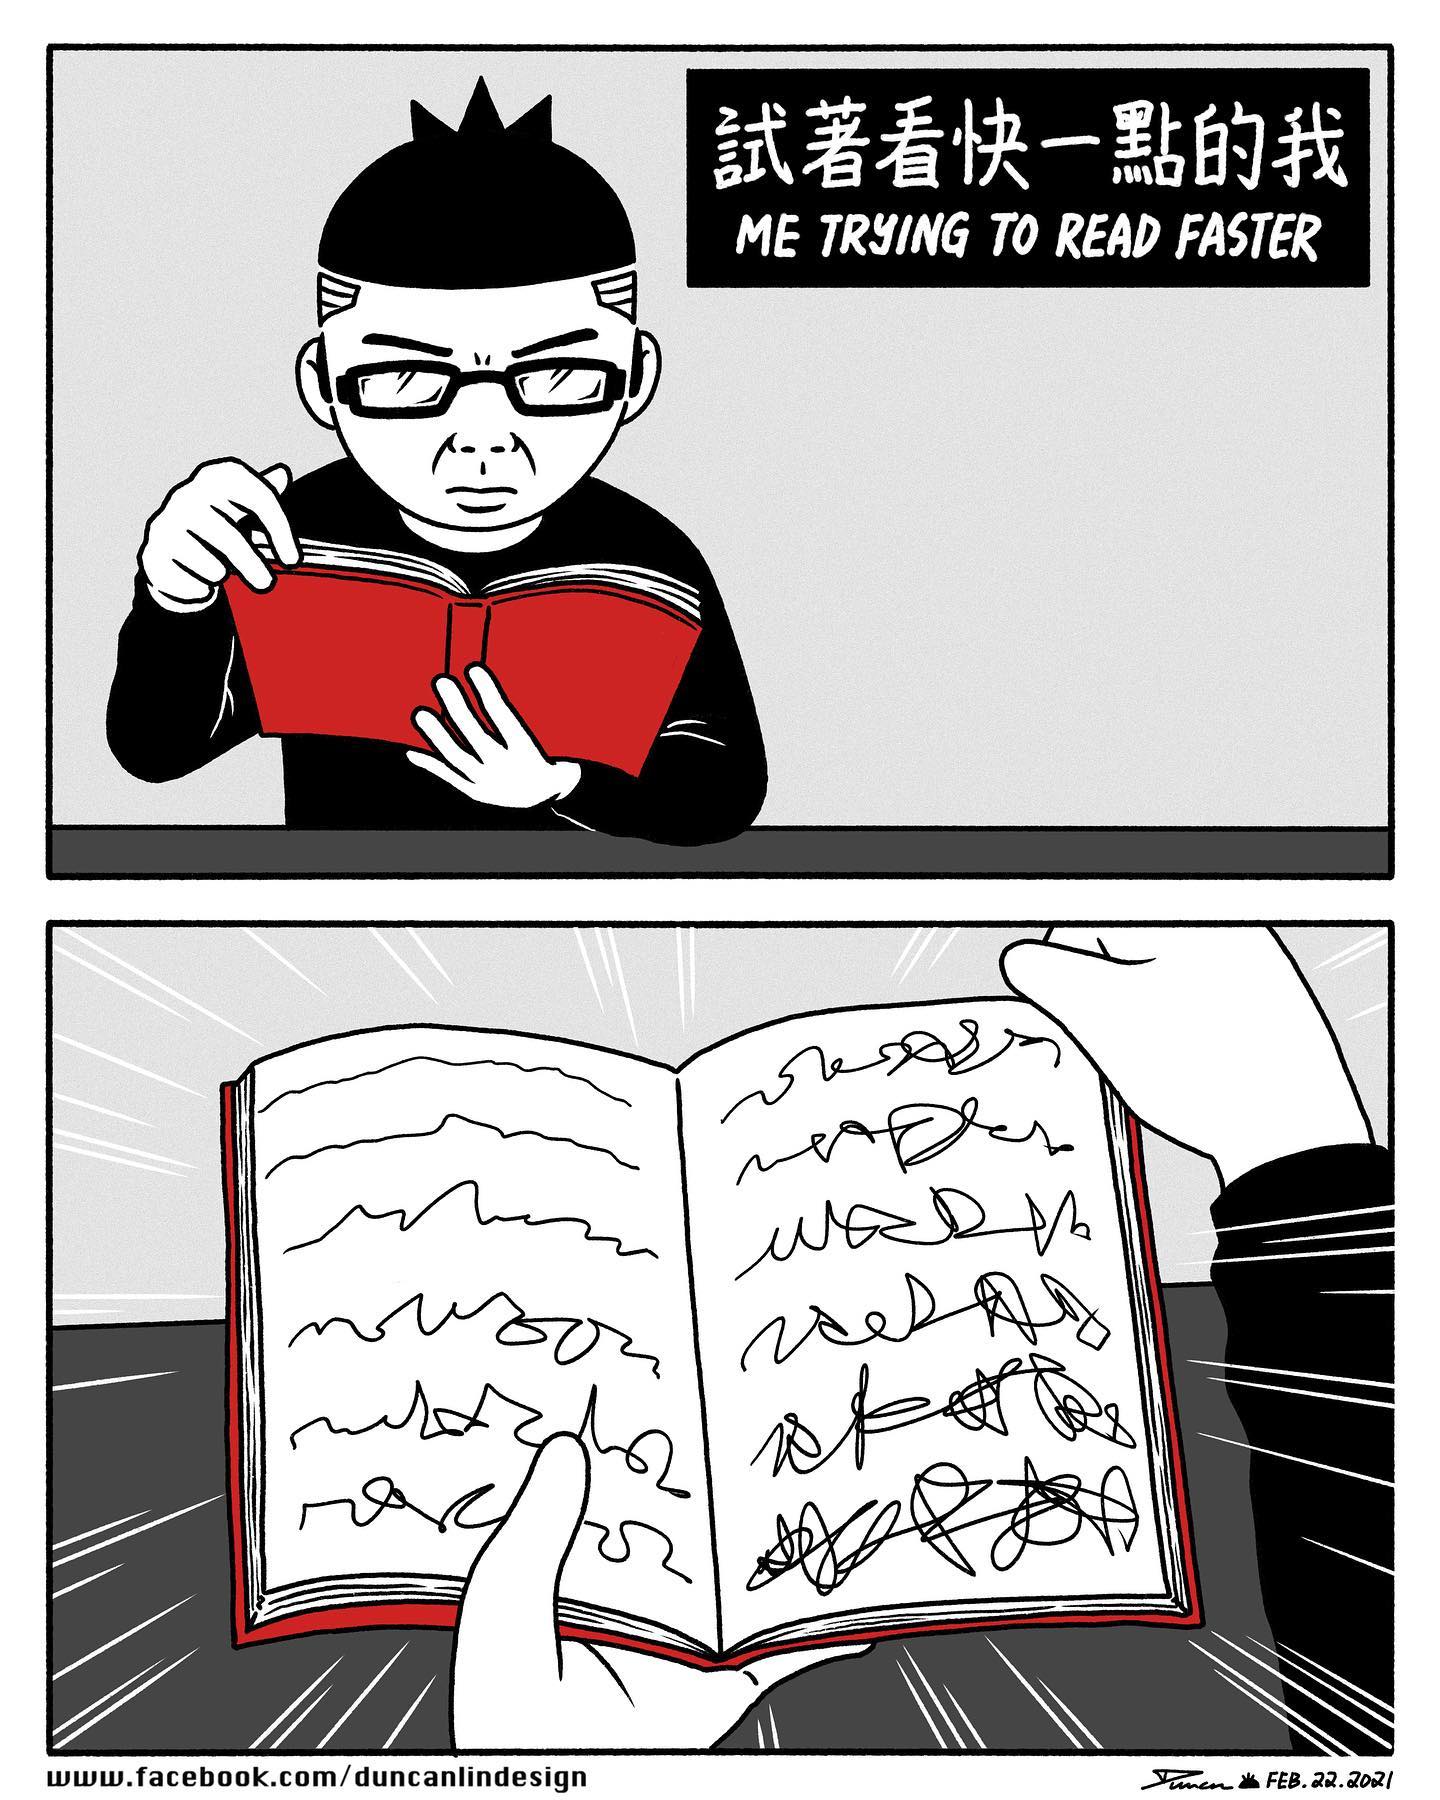 試著看快一點的我
ME TRYING TO READ FASTER
www.facebook.com/duncanlindesign
Duncan FEB.22.2021